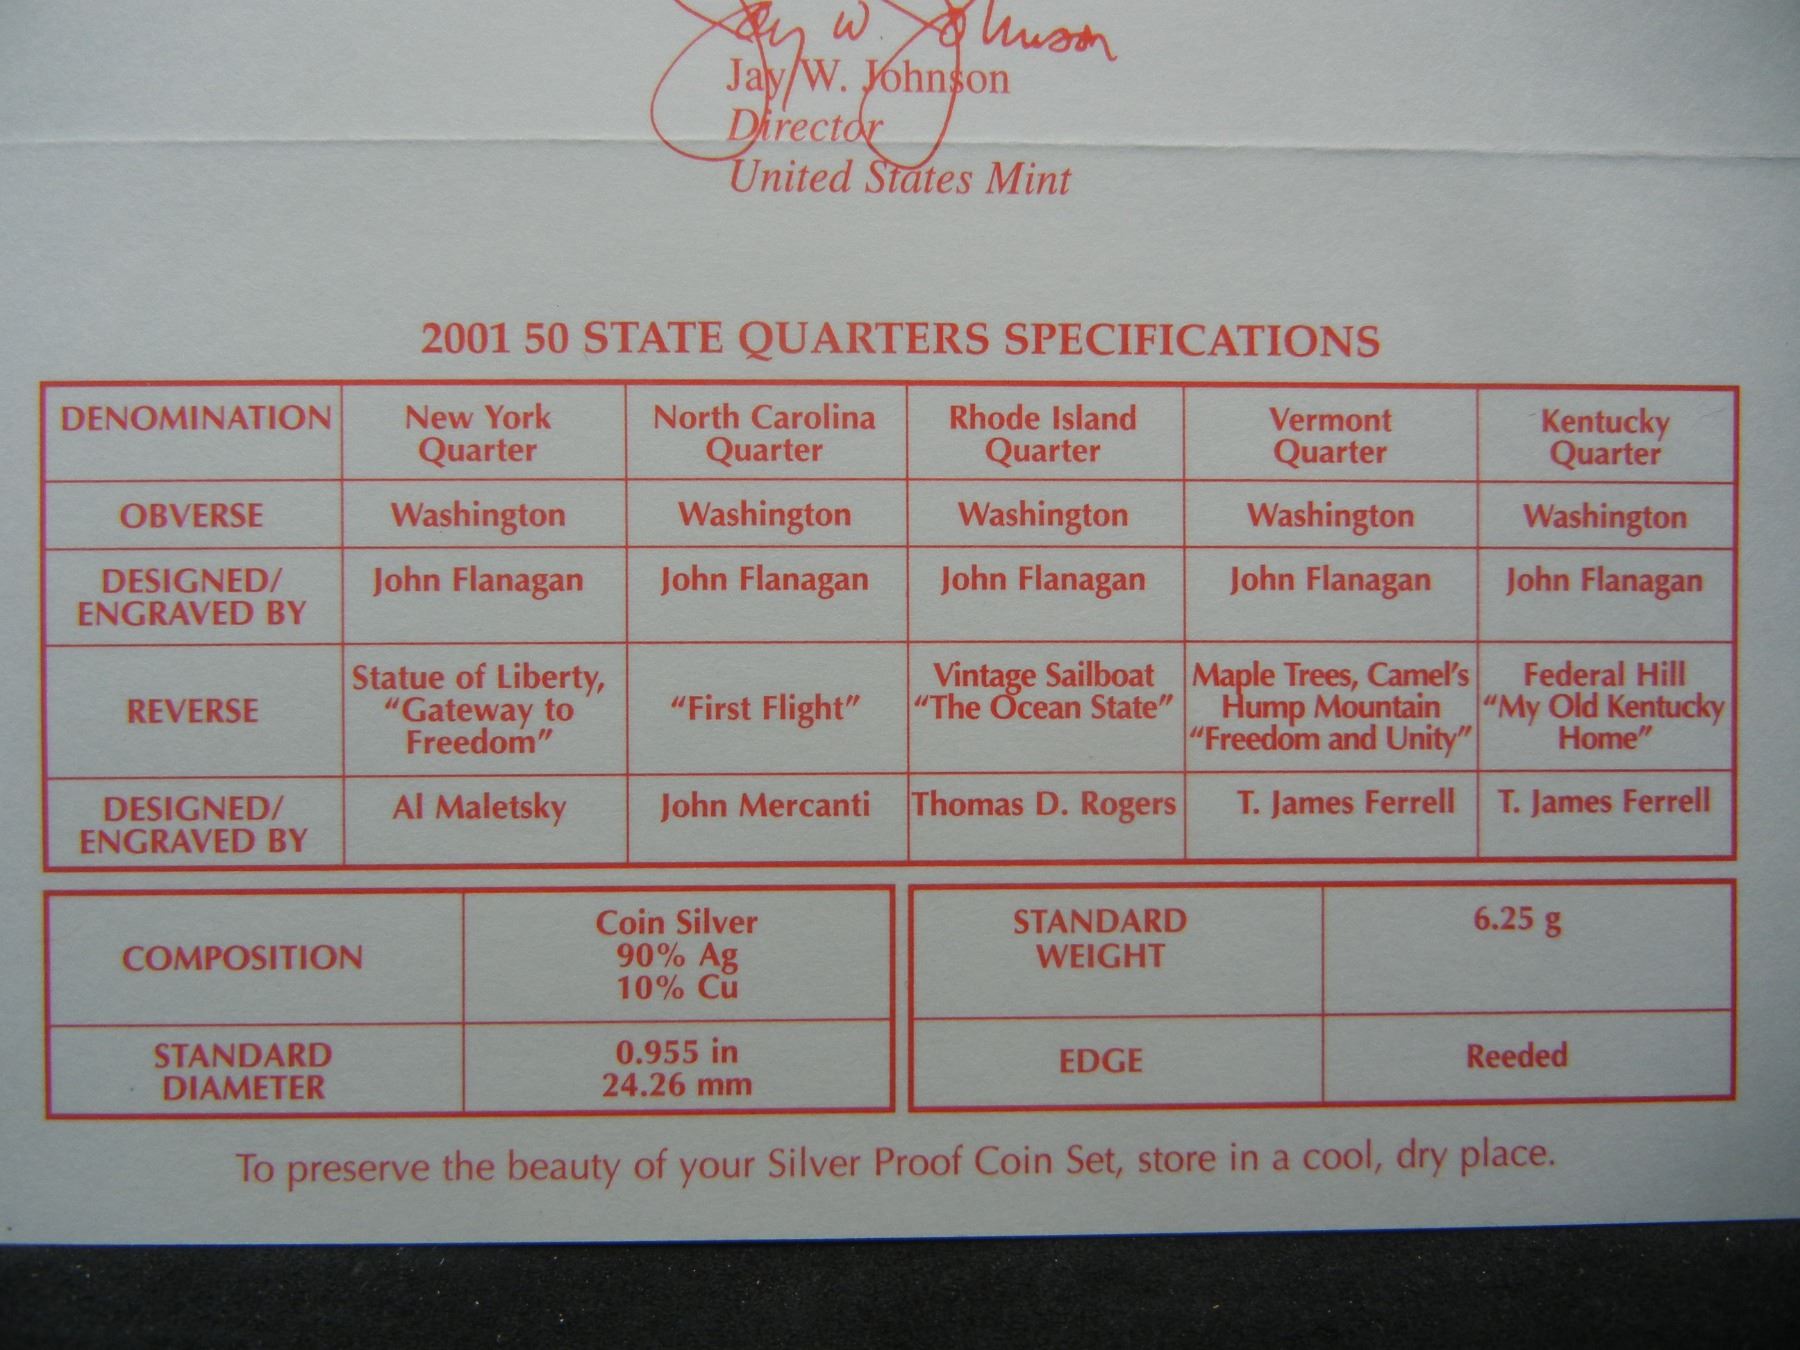 Jay W. Johnson
Jay W. Johnson
Director
United States Mint
2001 50 STATE QUARTERS SPECIFICATIONS
DENOMINATION
New York
Quarter
North Carolina
Quarter
Rhode Island
Quarter
Vermont
Quarter
Kentucky
Quarter
OBVERSE
Washington
Washington
Washington
Washington
Washington
DESIGNED/
ENGRAVED BY
John Flanagan
John Flanagan
John Flanagan
John Flanagan
John Flanagan
REVERSE
Statue of Liberty,
“Gateway to
Freedom”
“First Flight”
Vintage Sailboat
“The Ocean State”
Maple Trees, Camel’s
Hump Mountain
“Freedom and Unity”
Federal Hill
“My Old Kentucky
Home”
DESIGNED/
ENGRAVED BY
Al Maletsky
John Mercanti
Thomas D. Rogers
T. James Ferrell
T. James Ferrell
COMPOSITION
Coin Silver
90% Ag
10% Cu
STANDARD
WEIGHT
6.25 g
STANDARD
DIAMETER
0.955 in
24.26 mm
EDGE
Reeded
To preserve the beauty of your Silver Proof Coin Set, store in a cool, dry place.